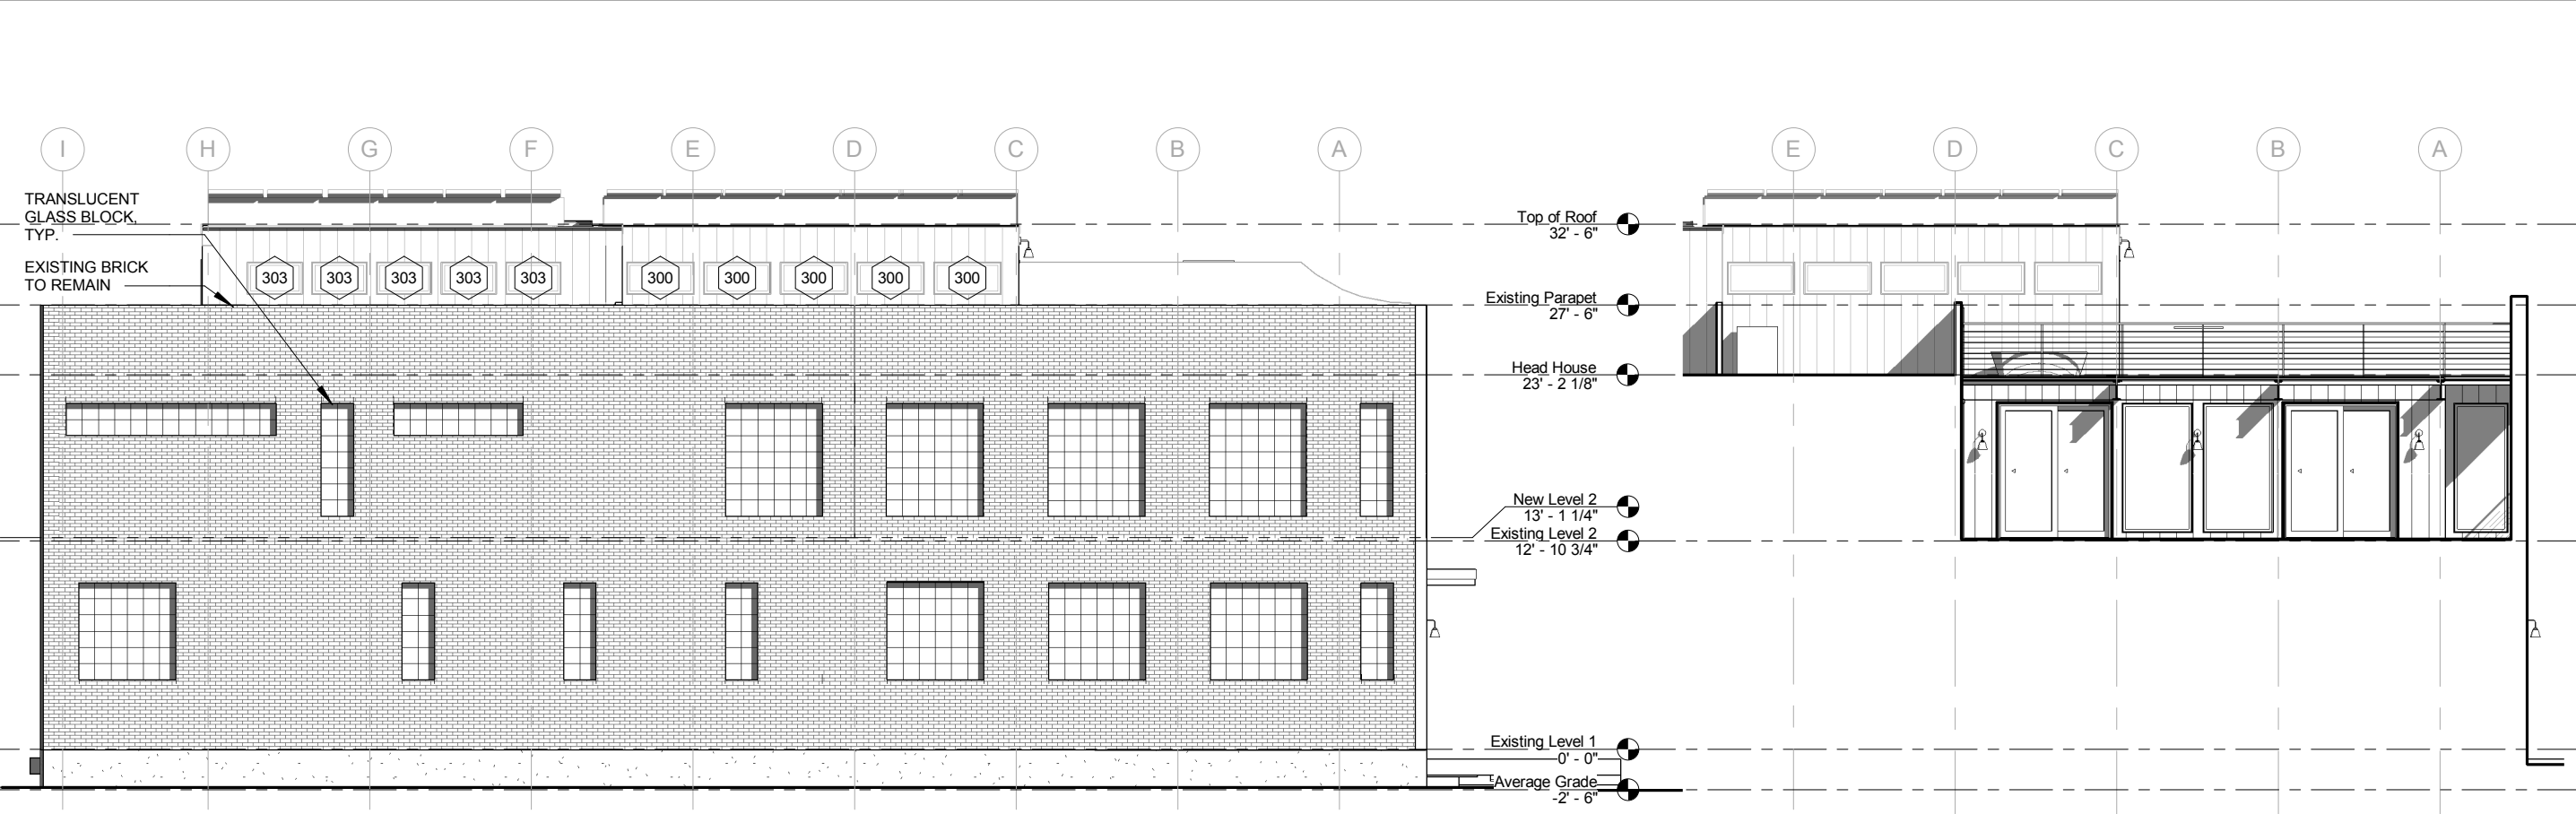 I H G F E D C B A
E D C B A
TRANSLUCENT
GLASS BLOCK,
TYP.
EXISTING BRICK
TO REMAIN
303 303 303 303 303 300 300 300 300 300
Top of Roof
32' - 6"
Existing Parapet
27' - 6"
Head House
23' - 2 1/8"
New Level 2
13' - 1 1/4"
Existing Level 2
12' - 10 3/4"
Existing Level 1
0' - 0"
Average Grade
-2' - 6"